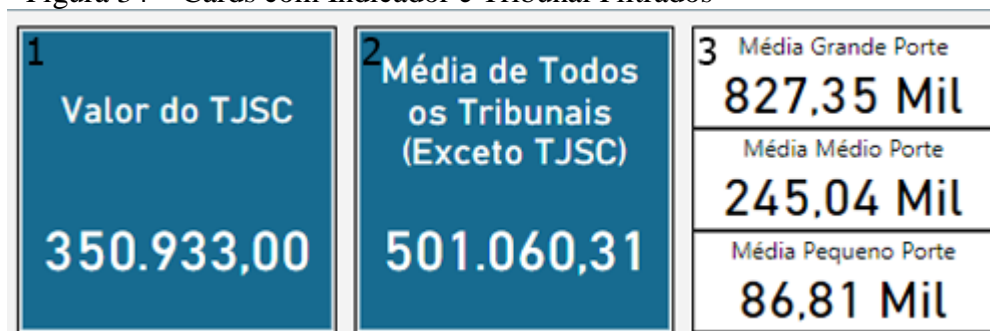 Figura 34 – Cards com Indicador e Tribunal Filtrados
1
Valor do TJSC
350.933,00
2
Média de Todos
os Tribunais
(Exceto TJSC)
501.060,31
3
Média Grande Porte
827,35 Mil
Média Médio Porte
245,04 Mil
Média Pequeno Porte
86,81 Mil